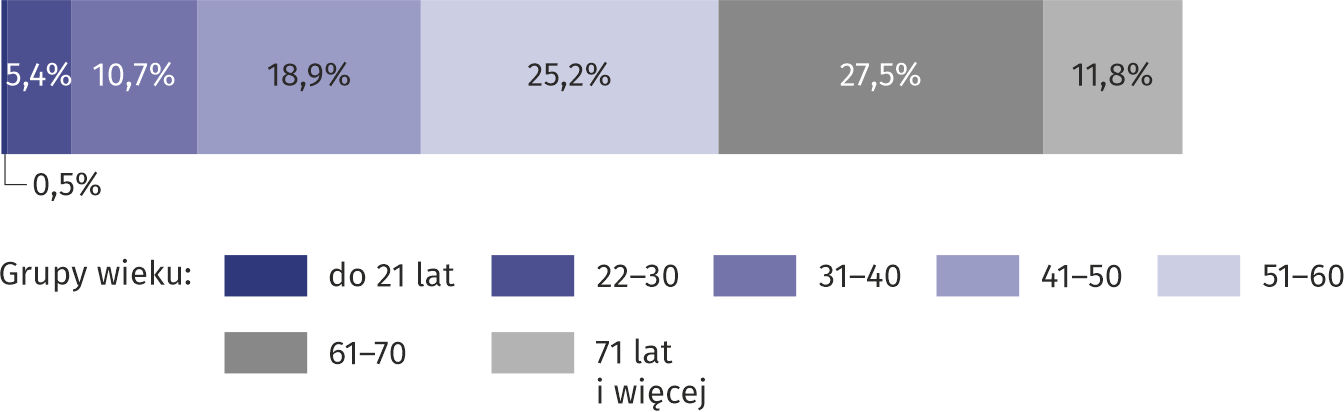 5,4% 10,7% 18,9% 25,2% 27,5% 11,8%
0,5%
Grupy wieku: do 21 lat 22–30 31–40 41–50 51–60
61–70 71 lat
i więcej